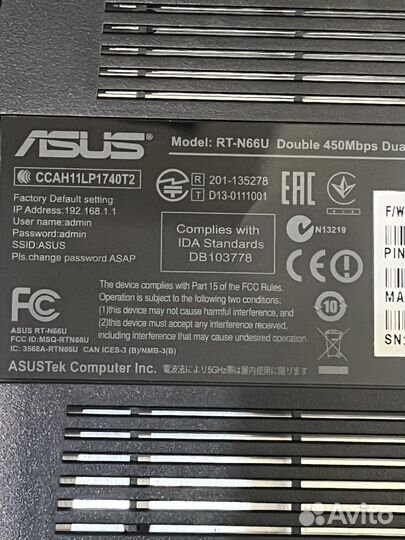 ASUS
Model: RT-N66U Double 450Mbps Dua
CCAH11LP1740T2
R 201-135278
T D13-0111001
EAC
Factory Default setting
IP Address:192.168.1.1
User name:admin
Password:admin
SSID:ASUS
Pls.change password ASAP
Complies with
IDA Standards
DB103778
N13219
F/W
PIN
MA
SN:
FC
The device complies with Part 15 of the FCC Rules.
Operation is subject to the following two conditions:
(1)this device may not cause harmful interference, and
(2)this device must accept any interference received,
including interference that may cause undesired operation.
10
ASUS RT-N66U
FCC ID:MSQ-RTN66U
IC: 3568A-RTN66U CAN ICES-3 (B)/NMB-3(B)
ASUSTek Computer Inc. 電波法により5GHz帯は屋内使用に限ります
Avito